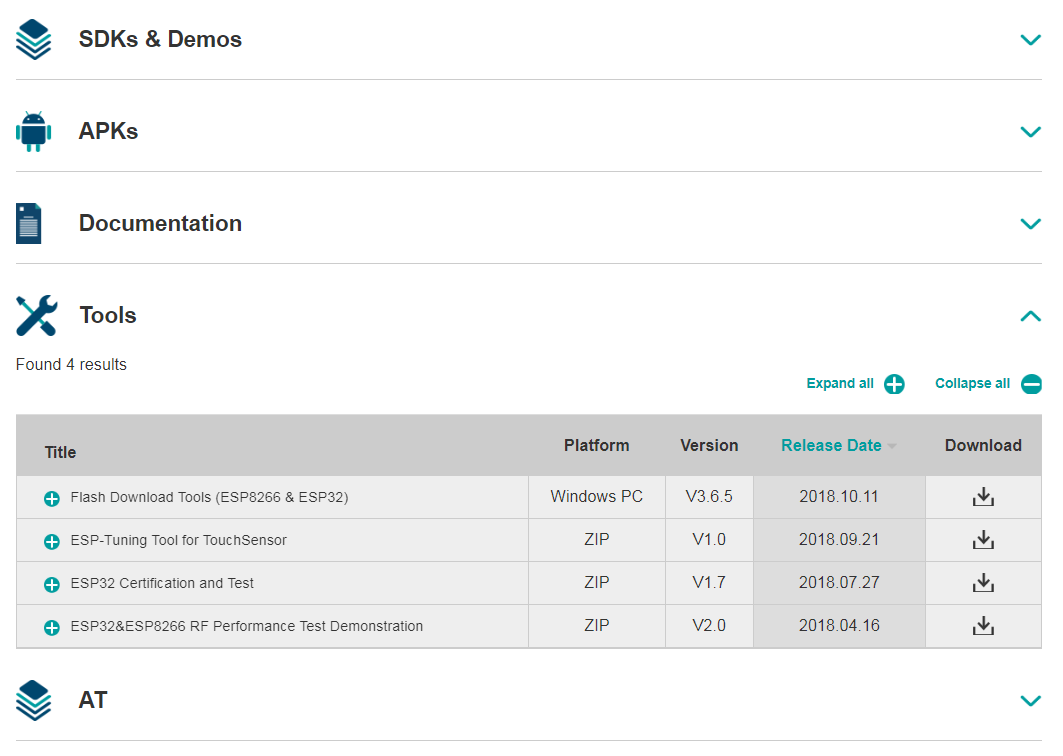 SDKs & Demos
APKs
Documentation
Tools
Found 4 results
Expand all Collapse all
Title Platform Version Release Date Download
Flash Download Tools (ESP8266 & ESP32) Windows PC V3.6.5 2018.10.11
ESP-Tuning Tool for TouchSensor ZIP V1.0 2018.09.21
ESP32 Certification and Test ZIP V1.7 2018.07.27
ESP32&ESP8266 RF Performance Test Demonstration ZIP V2.0 2018.04.16
AT